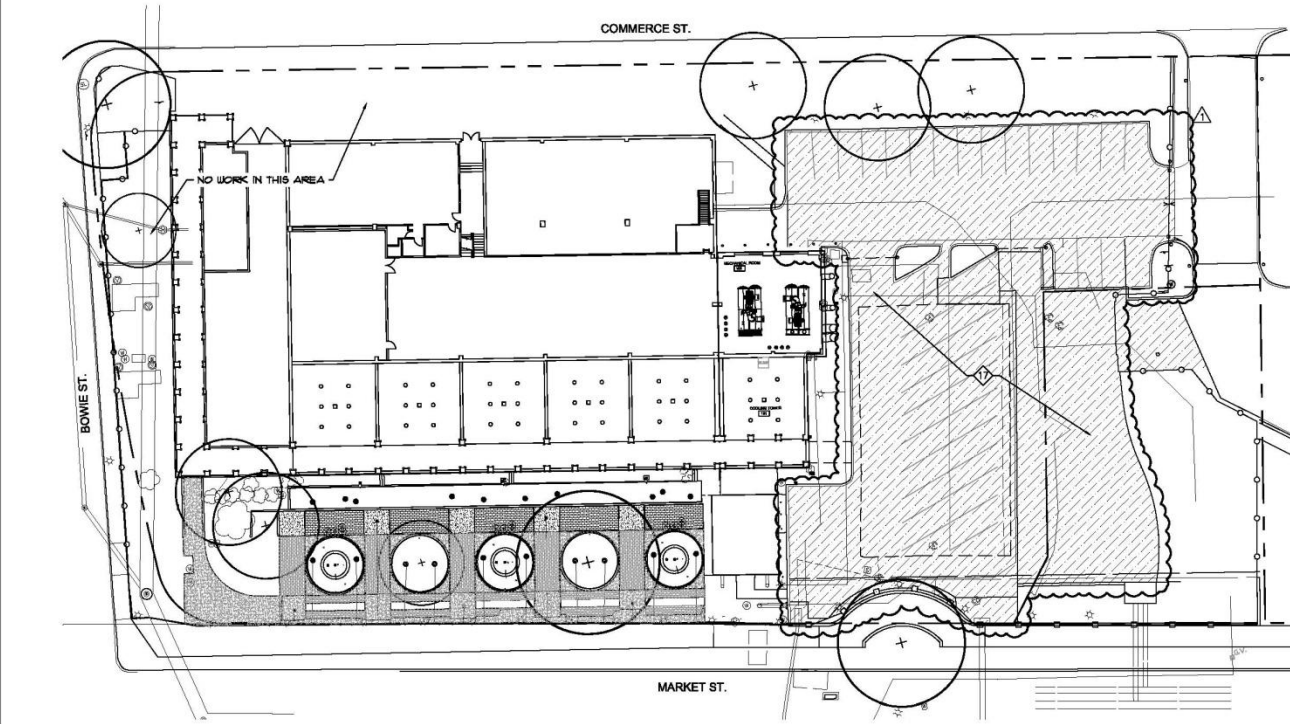 COMMERCE ST.
1
NO WORK IN THIS AREA
MECHANICAL ROOM
BOWIE ST.
17
COOLING TOWER
MARKET ST.